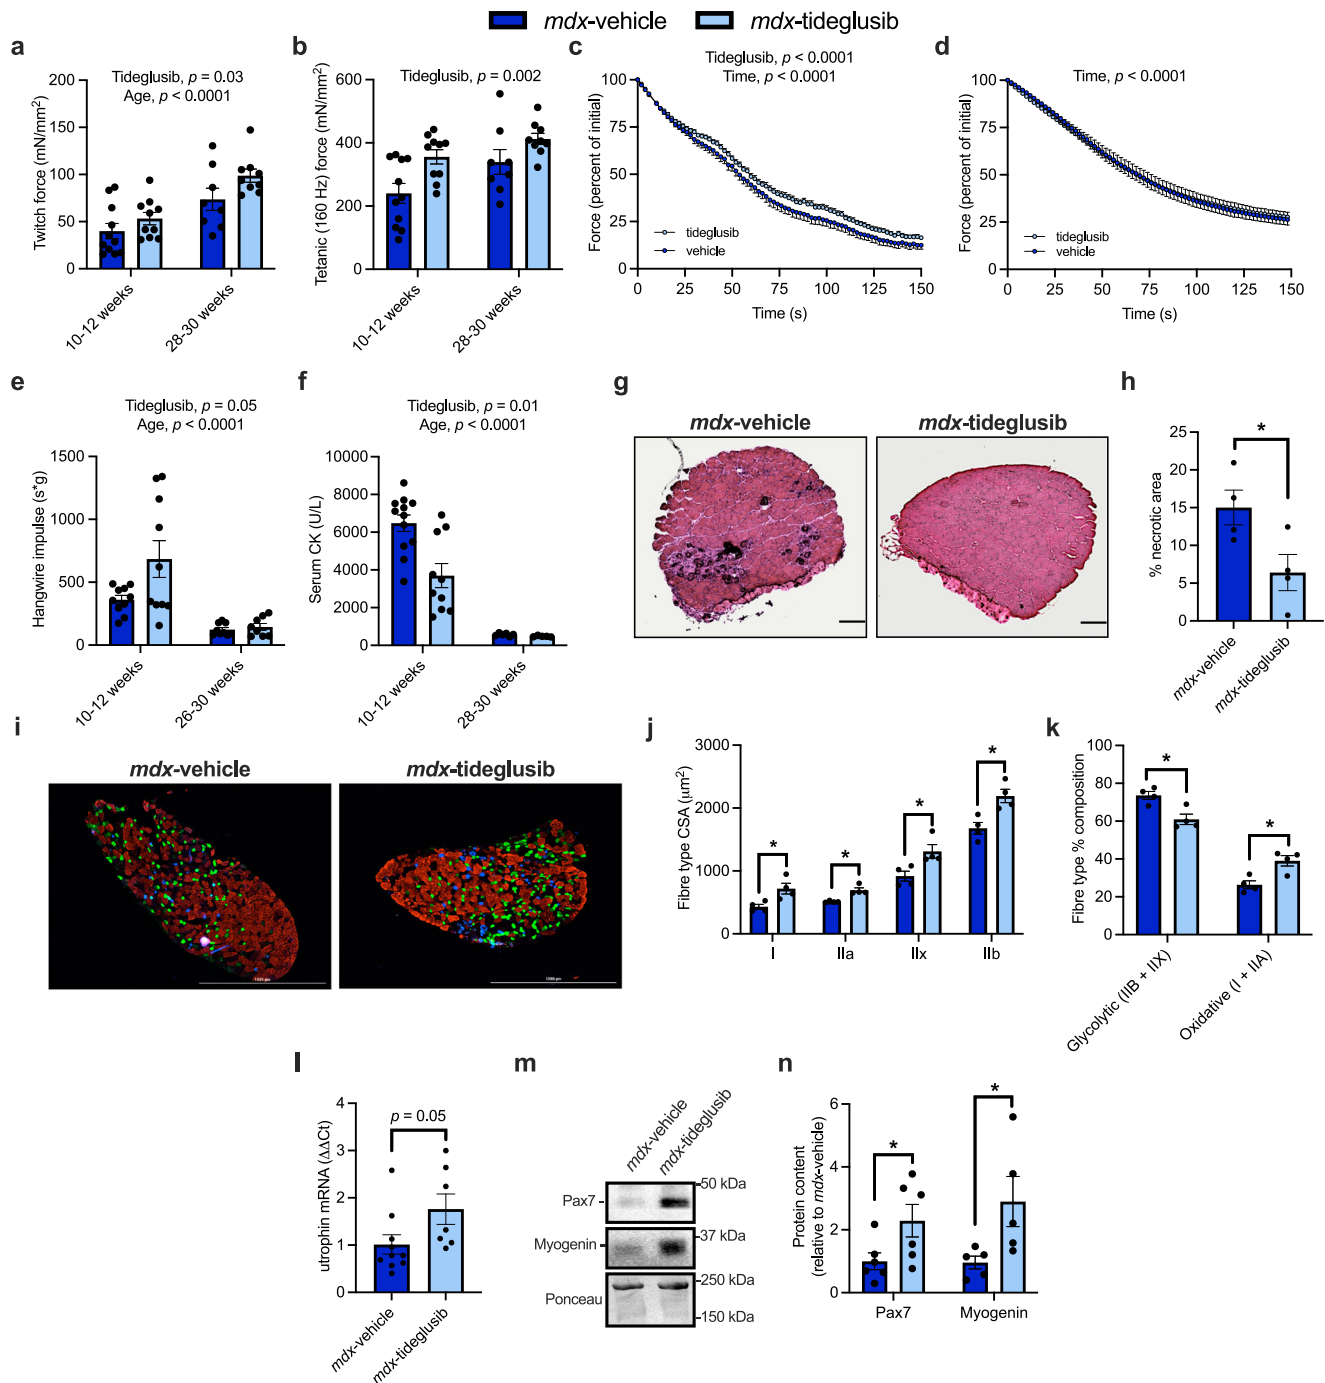 mdx-vehicle mdx-tideglusib
a
Tideglusib, p = 0.03
Age, p < 0.0001
Twitch force (mN/mm²)
200
150
100
50
0
10-12 weeks
28-30 weeks
b
Tideglusib, p = 0.002
Tetanic (160 Hz) force (mN/mm²)
600
400
200
0
10-12 weeks
28-30 weeks
c
Tideglusib, p < 0.0001
Time, p < 0.0001
Force (percent of initial)
100
75
50
25
0
tideglusib
vehicle
0 25 50 75 100 125 150
Time (s)
d
Time, p < 0.0001
Force (percent of initial)
100
75
50
25
0
tideglusib
vehicle
0 25 50 75 100 125 150
Time (s)
e
Tideglusib, p = 0.05
Age, p < 0.0001
Hangwire impulse (s*g)
1500
1000
500
0
10-12 weeks
26-30 weeks
f
Tideglusib, p = 0.01
Age, p < 0.0001
Serum CK (U/L)
8000
6000
4000
2000
0
10-12 weeks
28-30 weeks
g
mdx-vehicle mdx-tideglusib
h
*
% necrotic area
25
20
15
10
5
0
mdx-vehicle
mdx-tideglusib
i
mdx-vehicle mdx-tideglusib
j
Fibre type CSA (μm²)
3000
2000
1000
0
* * * *
I IIa IIx IIb
k
Fibre type % composition
100
80
60
40
20
0
* *
Glycolytic (IIB + IIX)
Oxidative (I + IIA)
l
p = 0.05
utrophin mRNA (ΔΔCt)
4
3
2
1
0
mdx-vehicle
mdx-tideglusib
m
mdx-vehicle
mdx-tideglusib
Pax7
50 kDa
Myogenin
37 kDa
Ponceau
250 kDa
150 kDa
n
Protein content
(relative to mdx-vehicle)
6
4
2
0
* *
Pax7 Myogenin